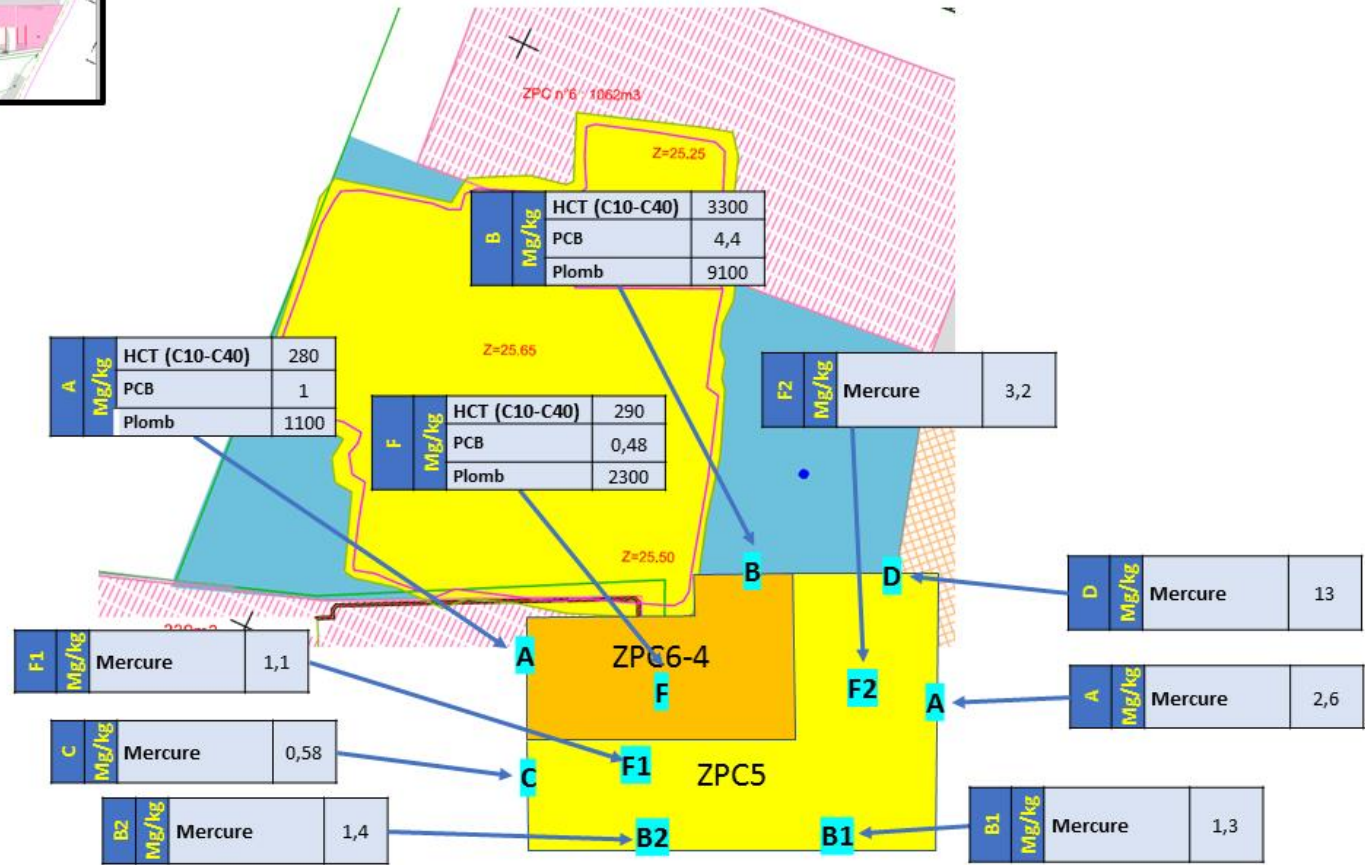 ZPC n°6 : 1062m3
Z=25.25
B Mg/kg HCT (C10-C40) 3300
PCB 4,4
Plomb 9100
Z=25.65
A Mg/kg HCT (C10-C40) 280
PCB 1
Plomb 1100
F Mg/kg HCT (C10-C40) 290
PCB 0,48
Plomb 2300
F2 Mg/kg Mercure 3,2
Z=25.50
B
D
D Mg/kg Mercure 13
A
ZPC6-4
F
F2
A
F1 Mg/kg Mercure 1,1
A Mg/kg Mercure 2,6
C Mg/kg Mercure 0,58
C
F1
ZPC5
B2 Mg/kg Mercure 1,4
B2
B1
B1 Mg/kg Mercure 1,3